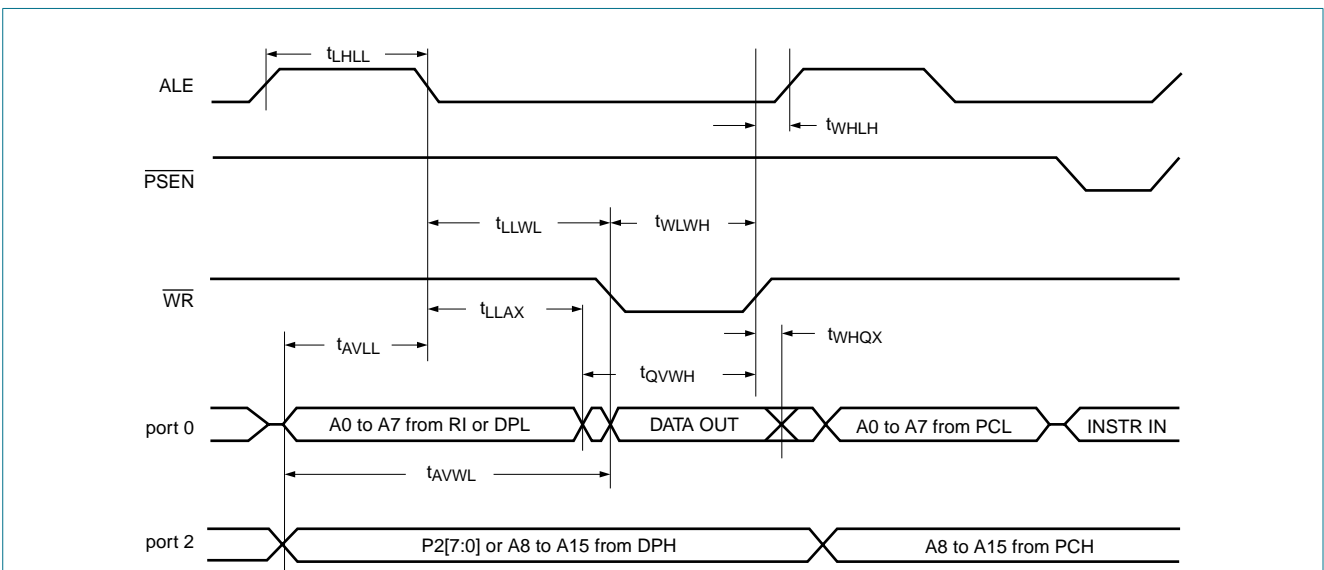 tLHLL
ALE
tWHLH
PSEN
tLLWL
tWLWH
WR
tLLAX
tWHQX
tAVLL
tQVWH
port 0
A0 to A7 from RI or DPL
DATA OUT
A0 to A7 from PCL
INSTR IN
tAVWL
port 2
P2[7:0] or A8 to A15 from DPH
A8 to A15 from PCH